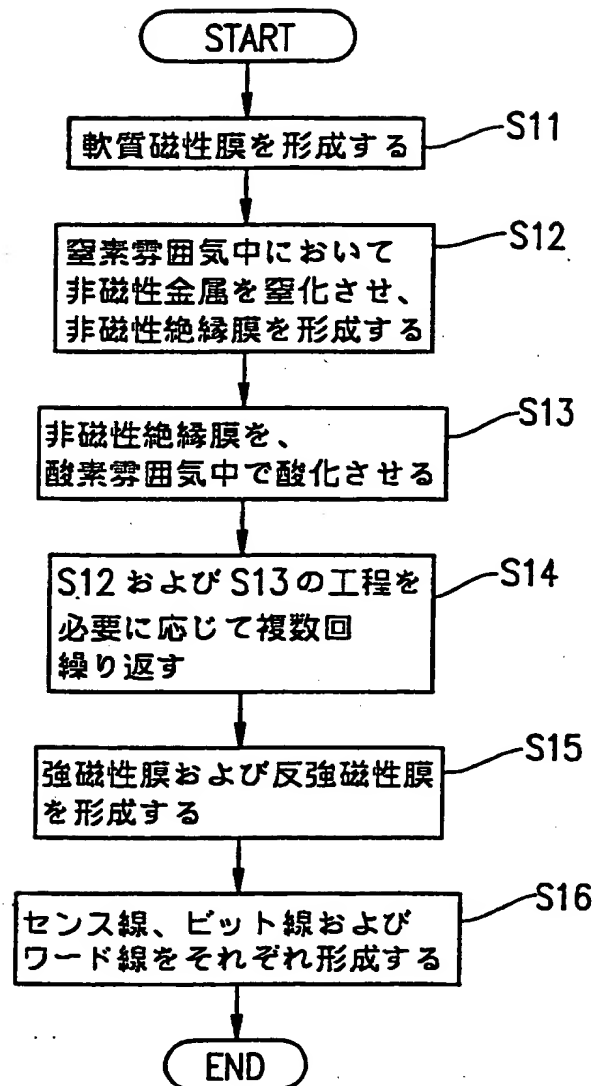 START
軟質磁性膜を形成する
S11
窒素雰囲気中において
非磁性金属を窒化させ、
非磁性絶縁膜を形成する
S12
非磁性絶縁膜を、
酸素雰囲気中で酸化させる
S13
S12およびS13の工程を
必要に応じて複数回
繰り返す
S14
強磁性膜および反強磁性膜
を形成する
S15
センス線、ビット線および
ワード線をそれぞれ形成する
S16
END